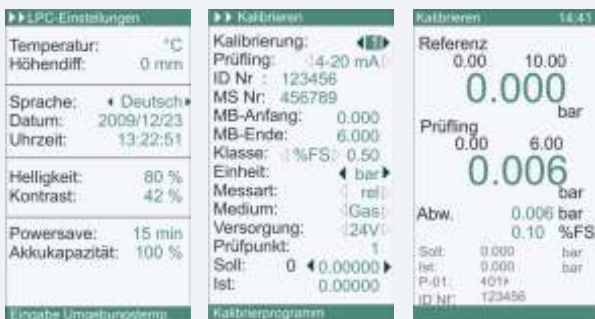 LPC-Einstellungen
Temperatur: °C
Höhendiff: 0 mm
Sprache: Deutsch
Datum: 2009/12/23
Uhrzeit: 13:22:51
Helligkeit: 80 %
Kontrast: 42 %
Powersave: 15 min
Akkukapazität: 100 %
Eingabe Umgebungstemp.
Kalibrieren
Kalibrierung: 1
Prüfling: 4-20 mA
ID Nr : 123456
MS Nr: 456789
MB-Anfang: 0.000
MB-Ende: 6.000
Klasse: %FS 0.50
Einheit: bar
Messart: rel
Medium: Gas
Versorgung: 24V
Prüfpunkt: 1
Soll: 0 0.00000
Ist: 0.00000
Kalibrierprogramm
Kalibrieren 14:41
Referenz
0.00 10.00
0.000
bar
Prüfling
0.00 6.00
0.006
bar
Abw. 0.006 bar
0.10 %FS
Soll: 0.000 bar
Ist: 0.000 bar
P-01: 401
ID Nr: 123456